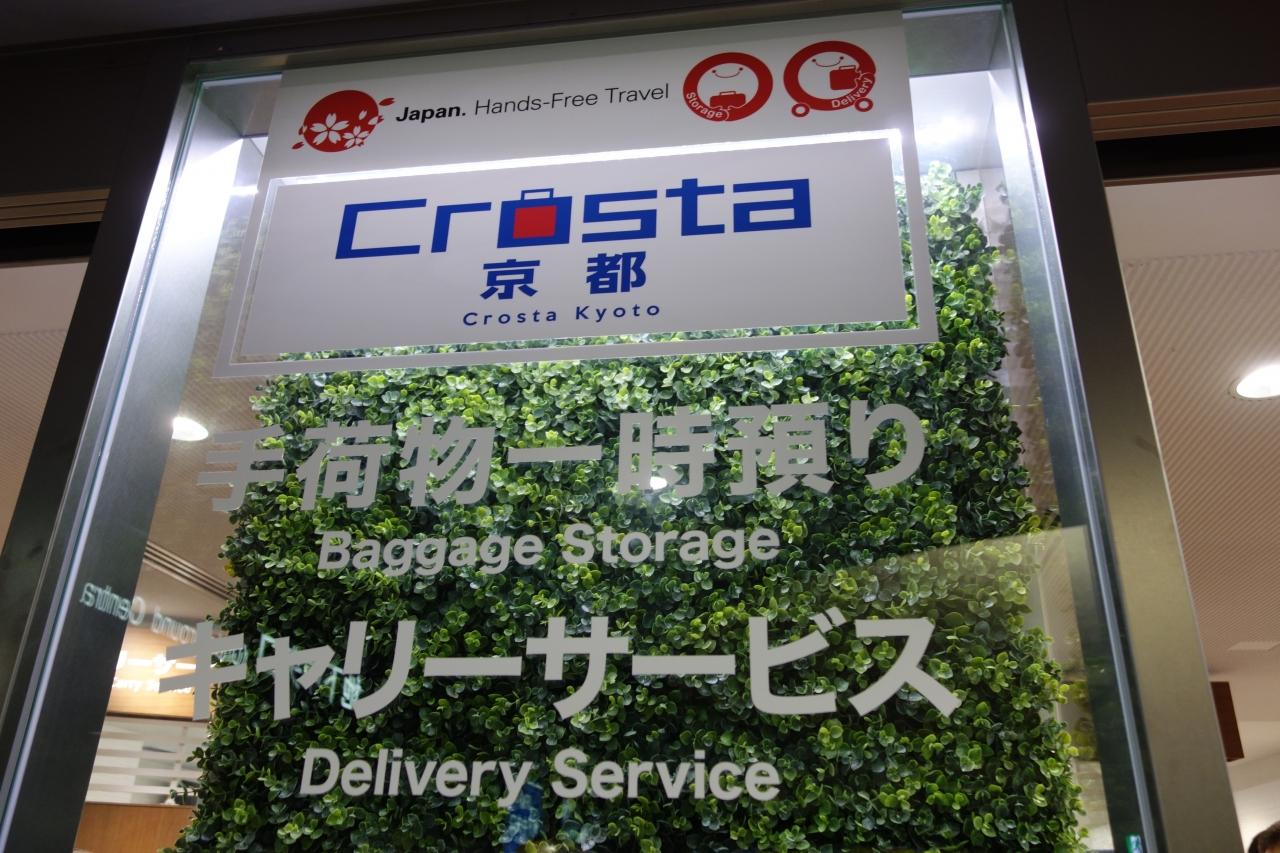 Japan. Hands-Free Travel
Storage
Delivery
Crosta
京都
Crosta Kyoto
手荷物一時預り
Baggage Storage
キャリーサービス
Delivery Service